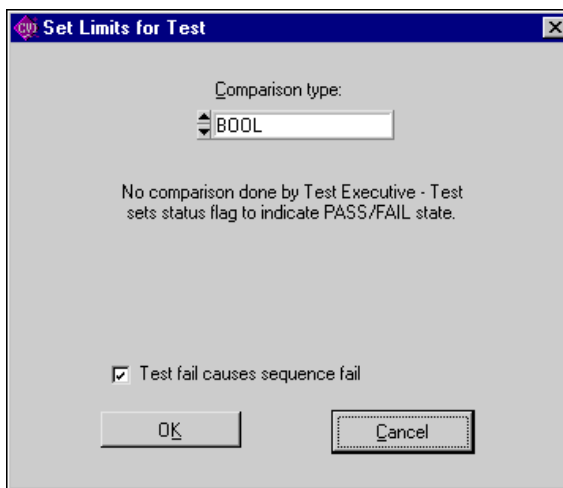 CVI Set Limits for Test
Comparison type:
BOOL
No comparison done by Test Executive - Test
sets status flag to indicate PASS/FAIL state.
Test fail causes sequence fail
OK
Cancel